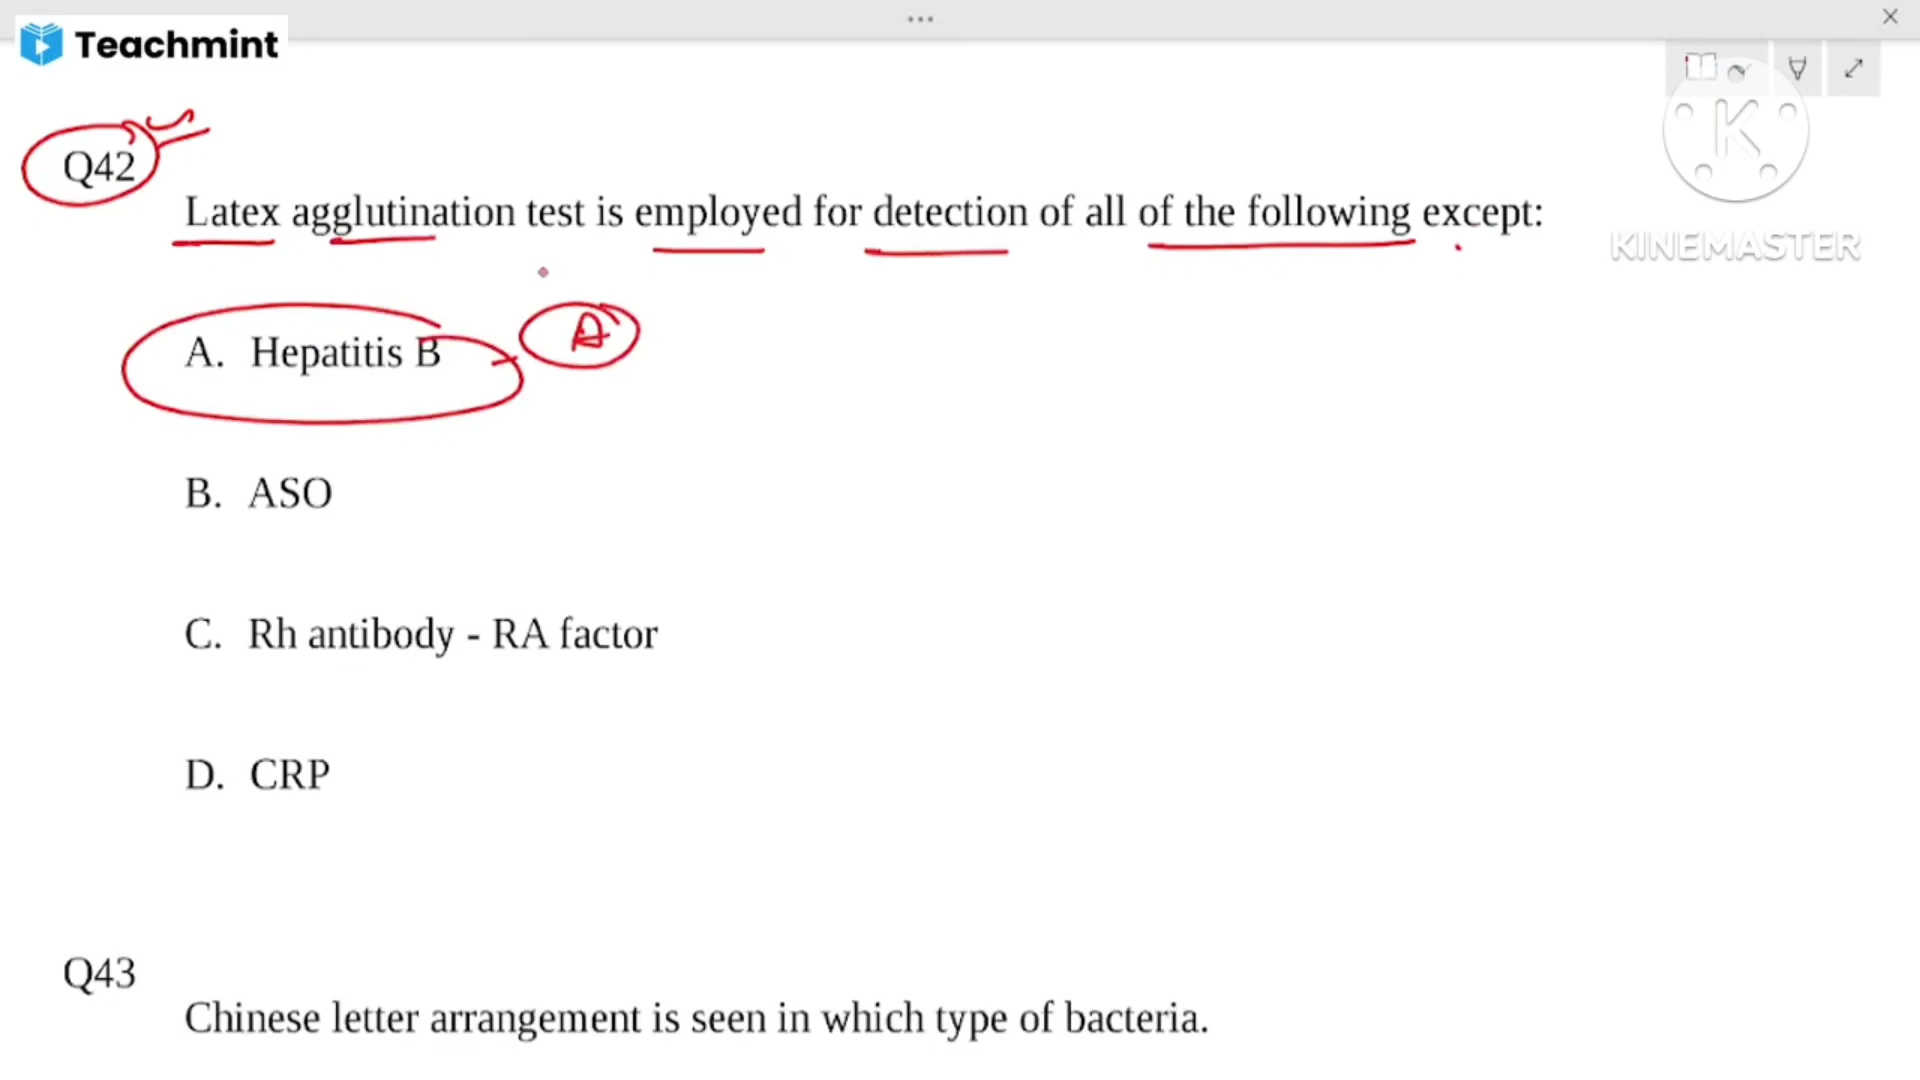 Teachmint
Q42
Latex agglutination test is employed for detection of all of the following except:
KINEMASTER
A. Hepatitis B
A
B. ASO
C. Rh antibody - RA factor
D. CRP
Q43
Chinese letter arrangement is seen in which type of bacteria.